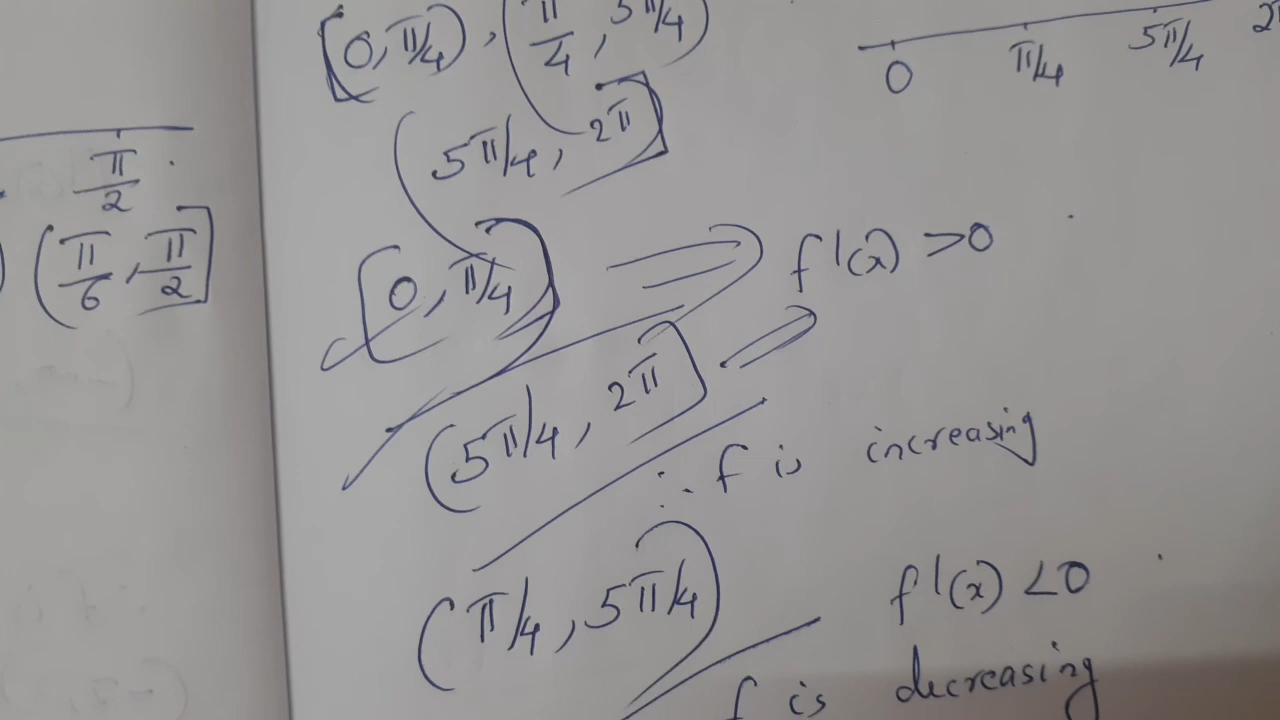 [0, π/4), (π/4, 5π/4)
(5π/4, 2π]
[0, π/4) ⇒ f'(x) >0
(5π/4, 2π] ⇒
∴ f is increasing
(π/4, 5π/4) f'(x) <0
f is decreasing
0 π/4 5π/4
π/2
(π/6, π/2]